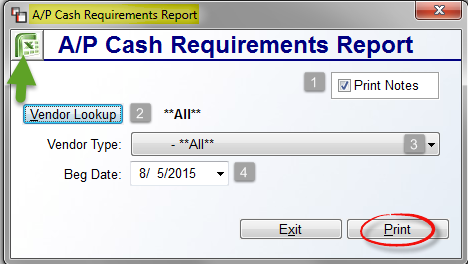 A/P Cash Requirements Report
A/P Cash Requirements Report
1 Print Notes
Vendor Lookup 2 **All**
Vendor Type: - **All** 3
Beg Date: 8/ 5/2015 4
Exit Print